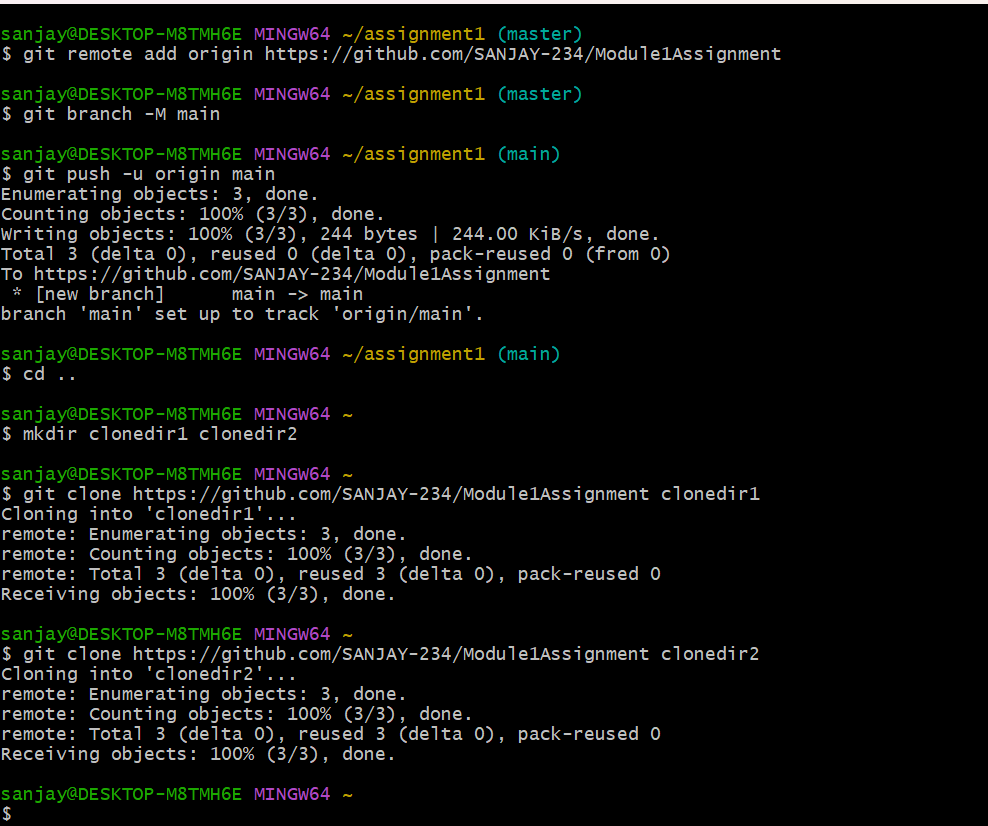 sanjay@DESKTOP-M8TMH6E MINGW64 ~/assignment1 (master)
$ git remote add origin https://github.com/SANJAY-234/Module1Assignment
sanjay@DESKTOP-M8TMH6E MINGW64 ~/assignment1 (master)
$ git branch -M main
sanjay@DESKTOP-M8TMH6E MINGW64 ~/assignment1 (main)
$ git push -u origin main
Enumerating objects: 3, done.
Counting objects: 100% (3/3), done.
Writing objects: 100% (3/3), 244 bytes | 244.00 KiB/s, done.
Total 3 (delta 0), reused 0 (delta 0), pack-reused 0 (from 0)
To https://github.com/SANJAY-234/Module1Assignment
 * [new branch]      main -> main
branch 'main' set up to track 'origin/main'.
sanjay@DESKTOP-M8TMH6E MINGW64 ~/assignment1 (main)
$ cd ..
sanjay@DESKTOP-M8TMH6E MINGW64 ~
$ mkdir clonedir1 clonedir2
sanjay@DESKTOP-M8TMH6E MINGW64 ~
$ git clone https://github.com/SANJAY-234/Module1Assignment clonedir1
Cloning into 'clonedir1'...
remote: Enumerating objects: 3, done.
remote: Counting objects: 100% (3/3), done.
remote: Total 3 (delta 0), reused 3 (delta 0), pack-reused 0
Receiving objects: 100% (3/3), done.
sanjay@DESKTOP-M8TMH6E MINGW64 ~
$ git clone https://github.com/SANJAY-234/Module1Assignment clonedir2
Cloning into 'clonedir2'...
remote: Enumerating objects: 3, done.
remote: Counting objects: 100% (3/3), done.
remote: Total 3 (delta 0), reused 3 (delta 0), pack-reused 0
Receiving objects: 100% (3/3), done.
sanjay@DESKTOP-M8TMH6E MINGW64 ~
$